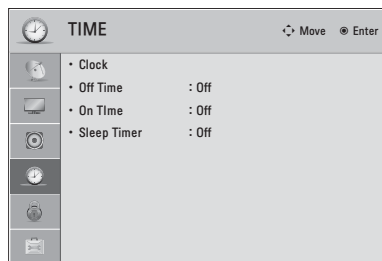 TIME Move Enter
• Clock
• Off Time : Off
• On TIme : Off
• Sleep Timer : Off